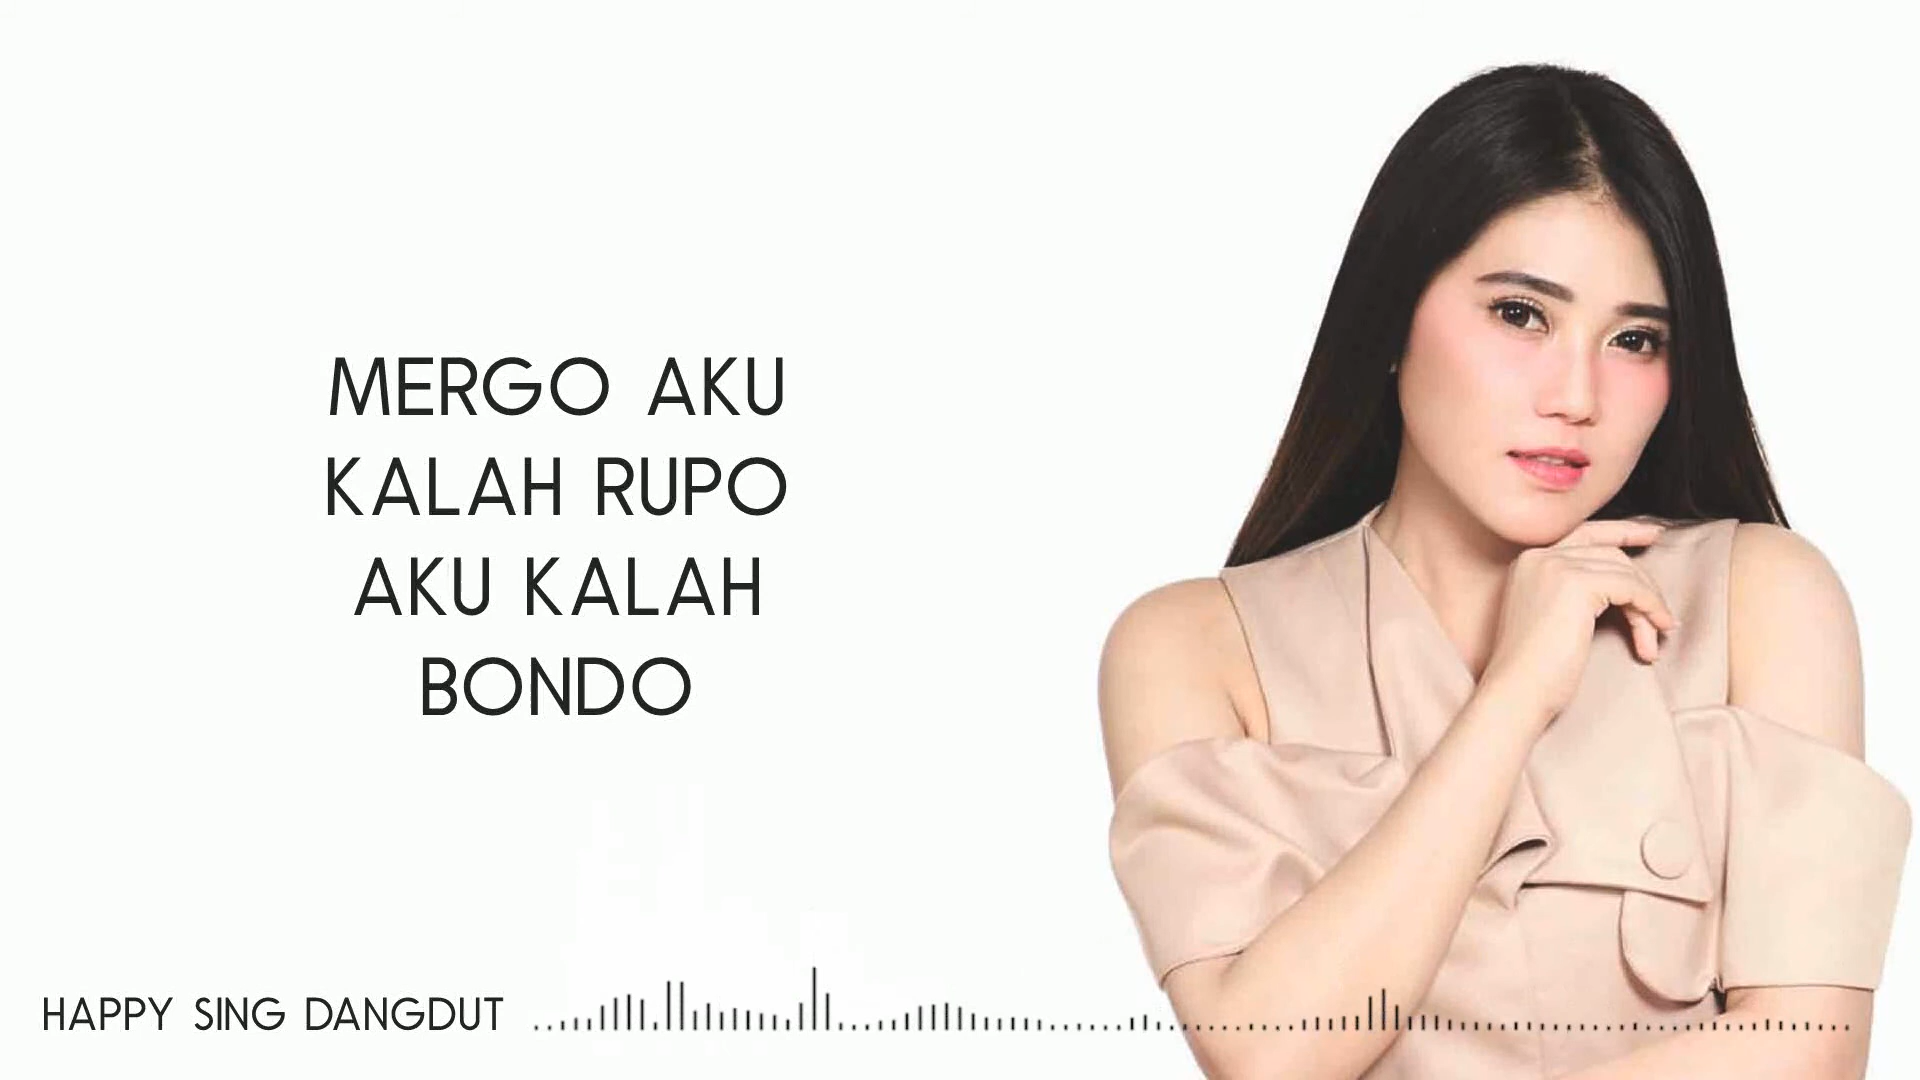 MERGO AKU
KALAH RUPO
AKU KALAH
BONDO
HAPPY SING DANGDUT